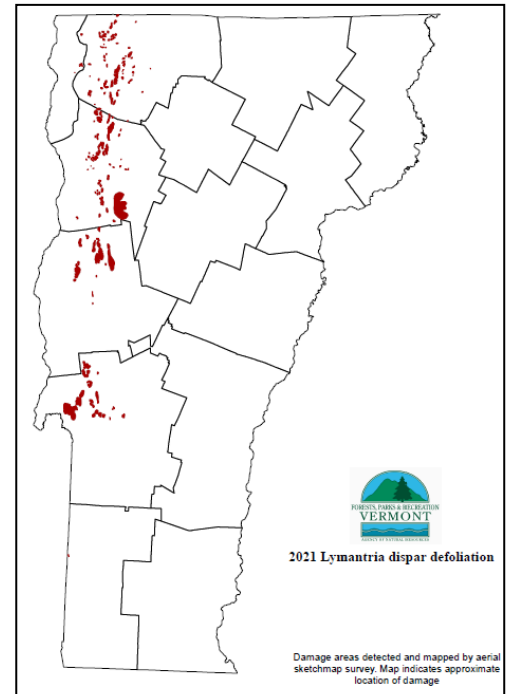 FORESTS, PARKS & RECREATION
VERMONT
AGENCY OF NATURAL RESOURCES
2021 Lymantria dispar defoliation
Damage areas detected and mapped by aerial
sketchmap survey. Map indicates approximate
location of damage